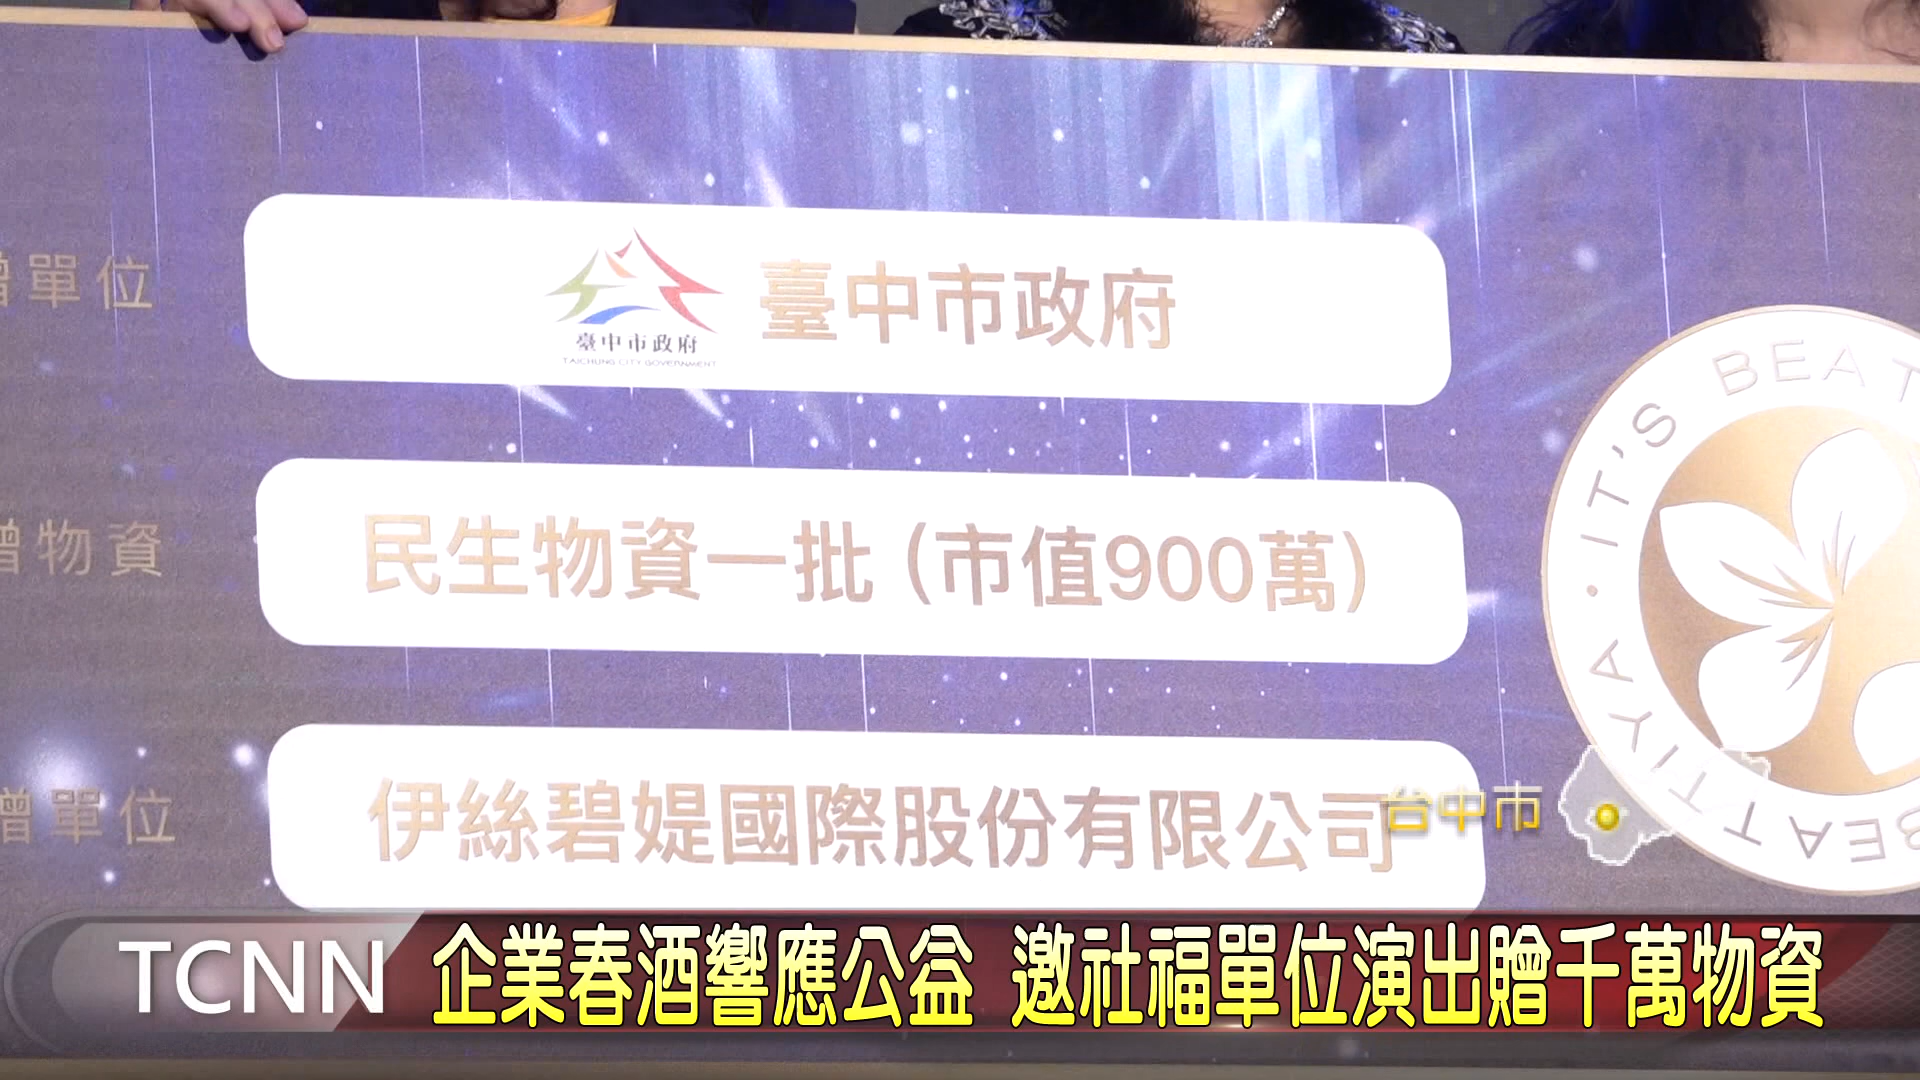 贈單位
臺中市政府
TAICHUNG CITY GOVERNMENT
臺中市政府
贈物資
民生物資一批 (市值900萬)
贈單位
伊絲碧媞國際股份有限公司
IT'S BEAT
BEATTIYA
台中市
TCNN
企業春酒響應公益 邀社福單位演出贈千萬物資